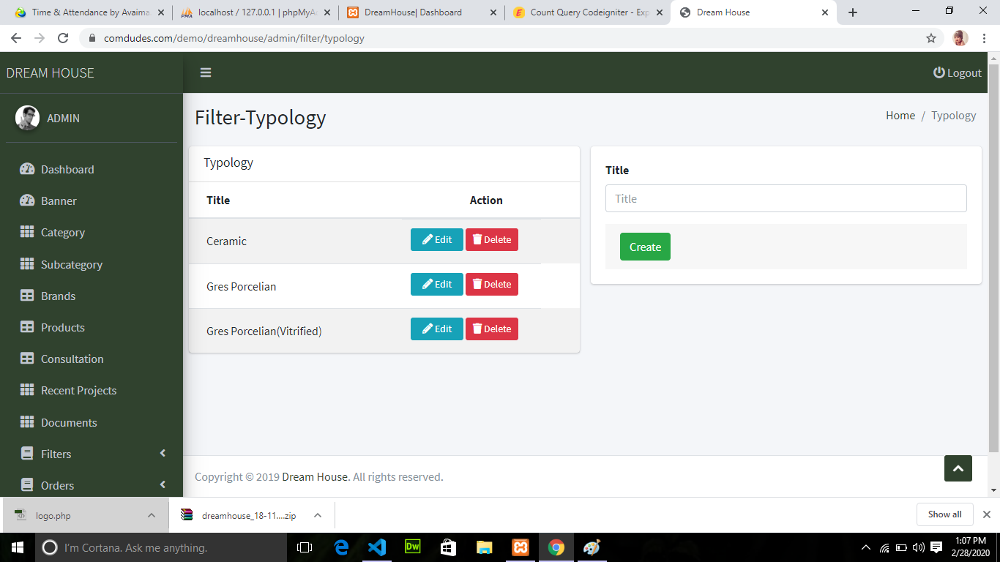 Time & Attendance by Avaima
localhost / 127.0.0.1 | phpMyA
DreamHouse| Dashboard
Count Query Codeigniter - Exp
Dream House
comdudes.com/demo/dreamhouse/admin/filter/typology
DREAM HOUSE
Logout
ADMIN
Filter-Typology
Home / Typology
Dashboard
Banner
Category
Subcategory
Brands
Products
Consultation
Recent Projects
Documents
Filters
Orders
Typology
Title Action
Ceramic Edit Delete
Gres Porcelian Edit Delete
Gres Porcelian(Vitrified) Edit Delete
Title
Title
Create
Copyright © 2019 Dream House. All rights reserved.
logo.php
dreamhouse_18-11....zip
Show all
I'm Cortana. Ask me anything.
Dw
1:07 PM
2/28/2020